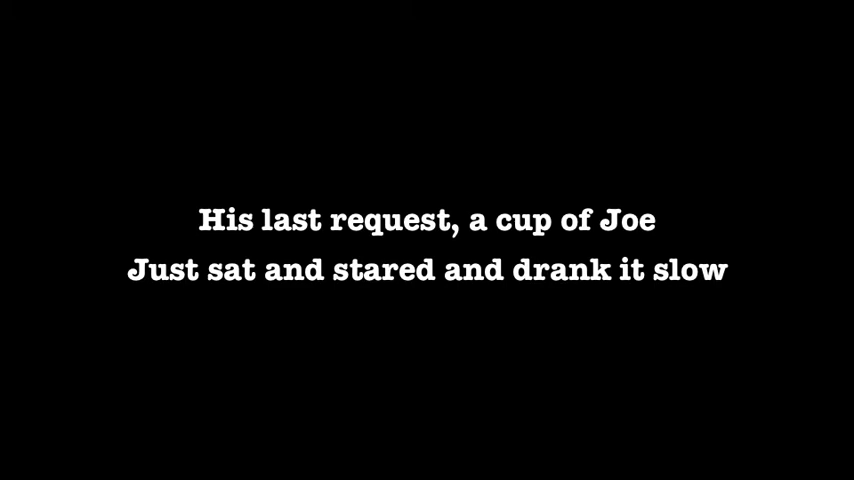 His last request, a cup of Joe
Just sat and stared and drank it slow